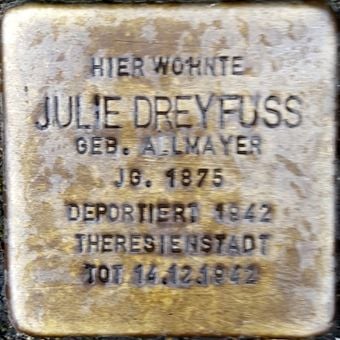 HIER WOHNTE
JULIE DREYFUSS
GEB. ALLMAYER
JG. 1875
DEPORTIERT 1942
THERESIENSTADT
TOT 14.12.1942